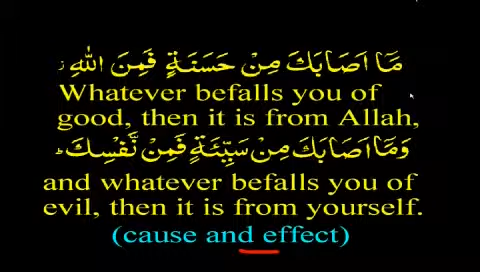 مَّا اَصَابَكَ مِنْ حَسَنَةٍ فَمِنَ اللّٰهِ ز
Whatever befalls you of
good, then it is from Allah,
وَمَّا اَصَابَكَ مِنْ سَيِّئَةٍ فَمِنْ نَّفْسِكَ ط
and whatever befalls you of
evil, then it is from yourself.
(cause and effect)